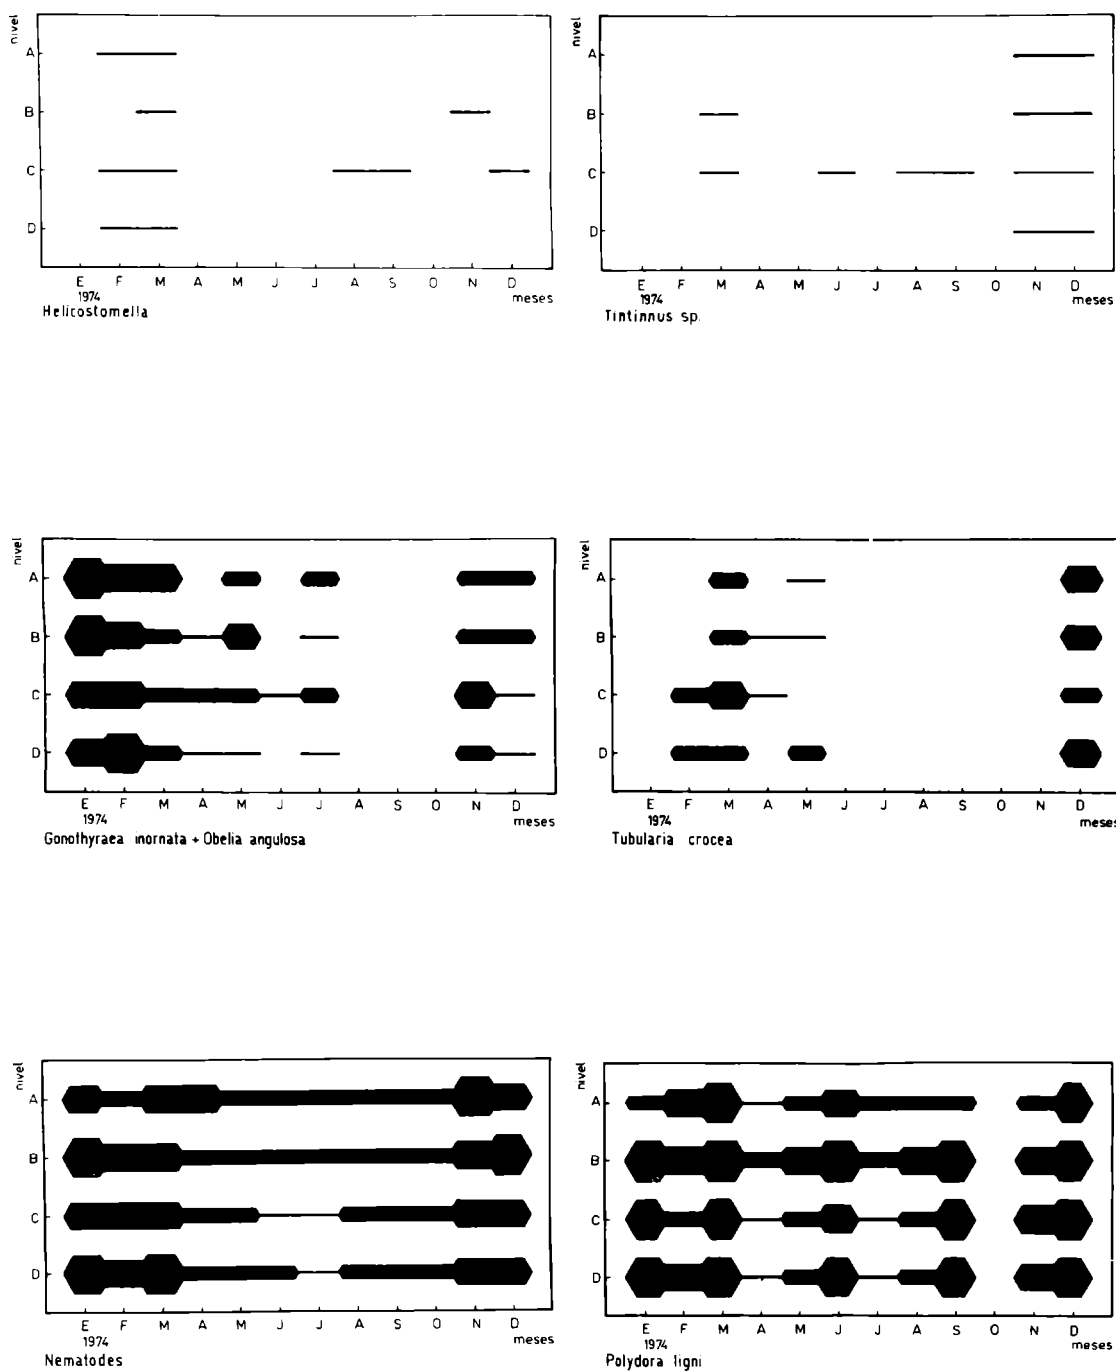 nivel
A
B
C
D
E F M A M J J A S O N D
1974 meses
Helicostomella
nivel
A
B
C
D
E F M A M J J A S O N D
1974 meses
Tintinnus sp.
nivel
A
B
C
D
E F M A M J J A S O N D
1974 meses
Gonothyraea inornata + Obelia angulosa
nivel
A
B
C
D
E F M A M J J A S O N D
1974 meses
Tubularia crocea
nivel
A
B
C
D
E F M A M J J A S O N D
1974 meses
Nematodes
nivel
A
B
C
D
E F M A M J J A S O N D
1974 meses
Polydora ligni